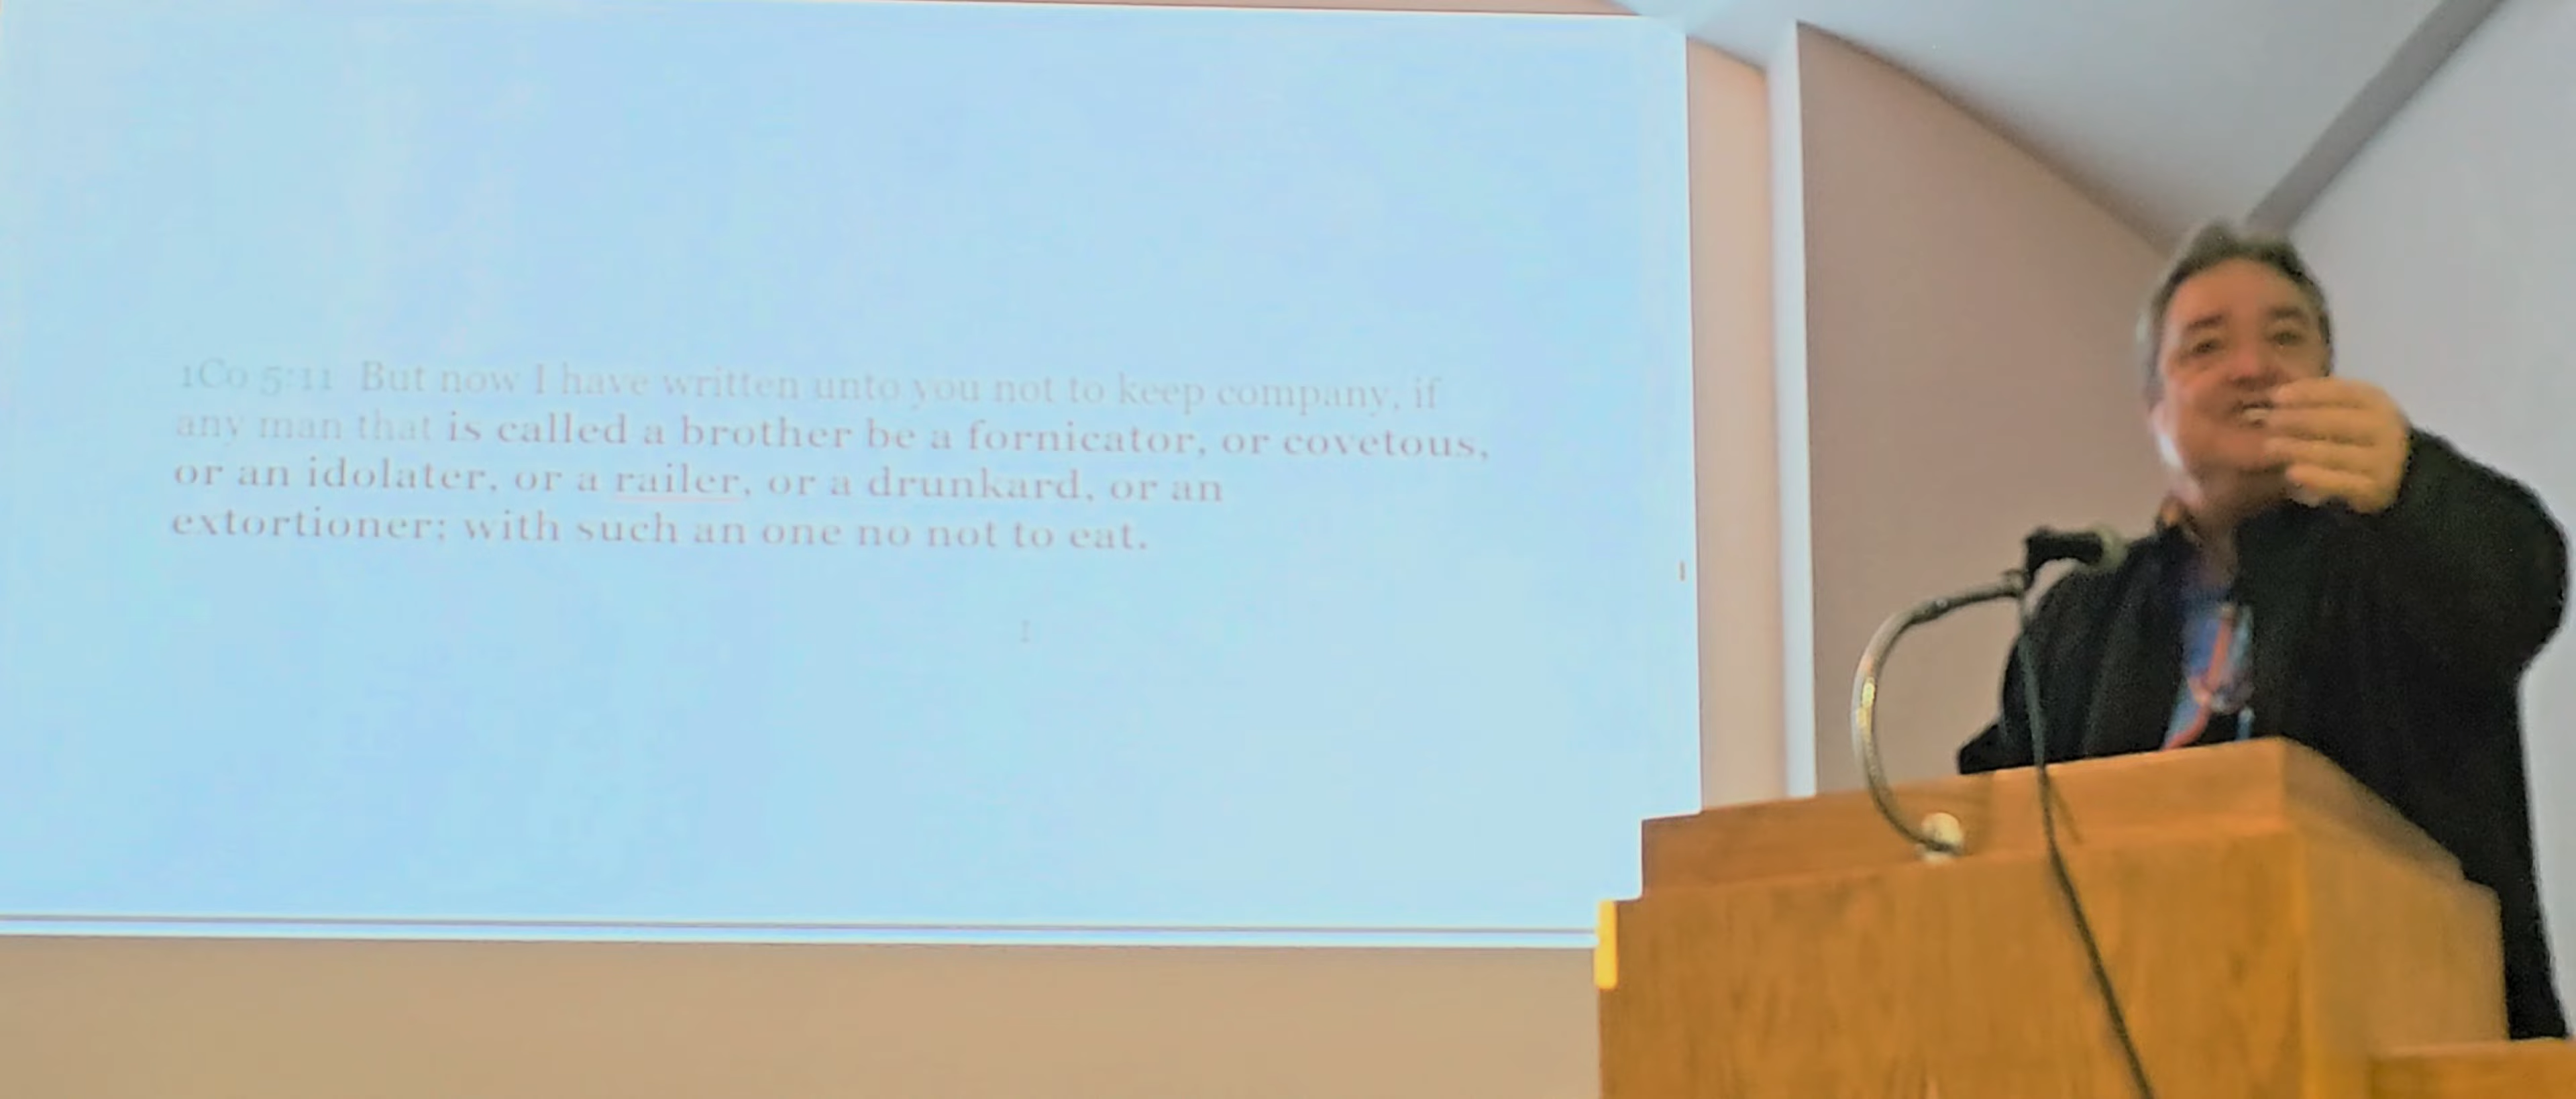 1Co 5:11 But now I have written unto you not to keep company, if
any man that is called a brother be a fornicator, or covetous,
or an idolater, or a railer, or a drunkard, or an
extortioner; with such an one no not to eat.